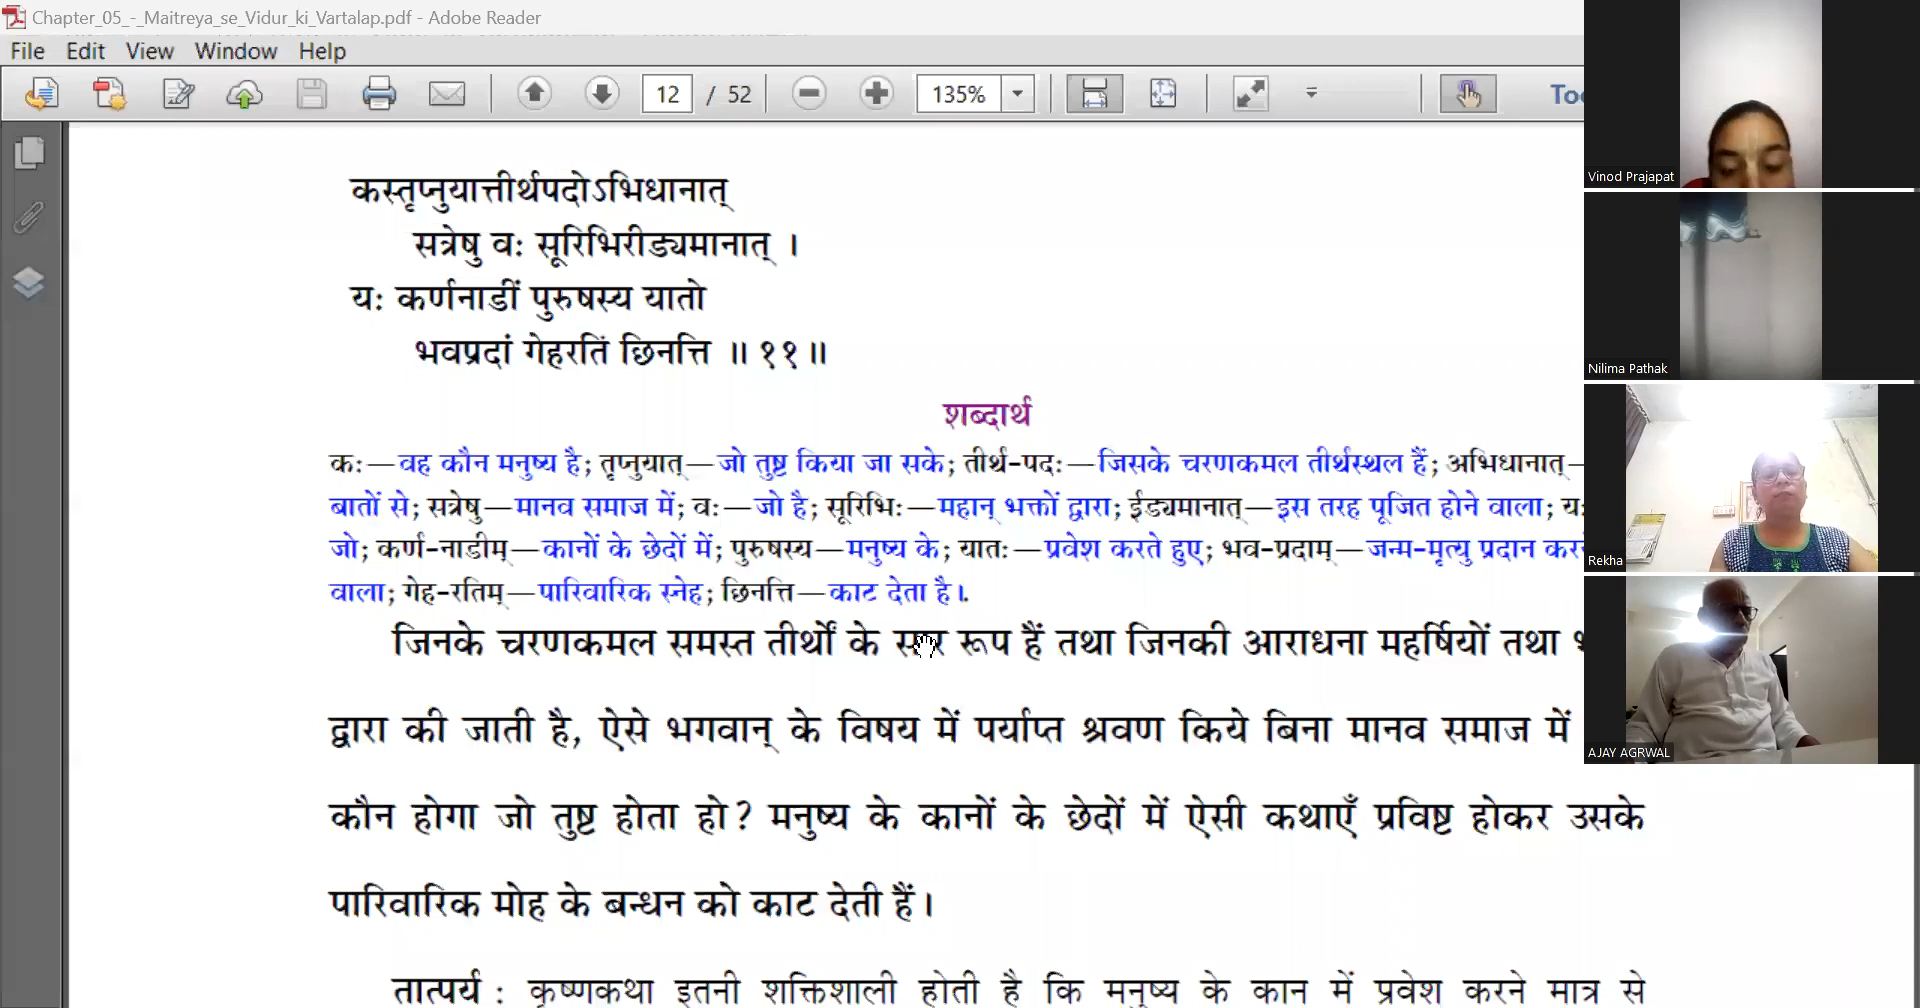 Chapter_05_-_Maitreya_se_Vidur_ki_Vartalap.pdf - Adobe Reader
File Edit View Window Help
12 / 52 135%
कस्तृप्नुयात्तीर्थपदोऽभिधानात्
सत्रेषु वः सूरिभिरीड्यमानात् ।
यः कर्णनाडीं पुरुषस्य यातो
भवप्रदां गेहरतिं छिनत्ति ॥ ११॥
शब्दार्थ
कः—वह कौन मनुष्य है; तृप्नुयात्—जो तुष्ट किया जा सके; तीर्थ-पदः—जिसके चरणकमल तीर्थस्थल हैं; अभिधानात्—
बातों से; सत्रेषु—मानव समाज में; वः—जो है; सूरिभिः—महान् भक्तों द्वारा; ईड्यमानात्—इस तरह पूजित होने वाला;
जो; कर्ण-नाडीम्—कानों के छेदों में; पुरुषस्य—मनुष्य के; यातः—प्रवेश करते हुए; भव-प्रदाम्—जन्म-मृत्यु प्रदान
वाला; गेह-रतिम्—पारिवारिक स्नेह; छिनत्ति—काट देता है।
जिनके चरणकमल समस्त तीर्थों के रूप हैं तथा जिनकी आराधना महर्षियों तथा
द्वारा की जाती है, ऐसे भगवान् के विषय में पर्याप्त श्रवण किये बिना मानव समाज में
कौन होगा जो तुष्ट होता हो? मनुष्य के कानों के छेदों में ऐसी कथाएँ प्रविष्ट होकर उसके
पारिवारिक मोह के बन्धन को काट देती हैं।
तात्पर्य : कृष्णकथा इतनी शक्तिशाली होती है कि मनुष्य के कान में प्रवेश करने मात्र से
Vinod Prajapat
Nilima Pathak
Rekha
AJAY AGRWAL